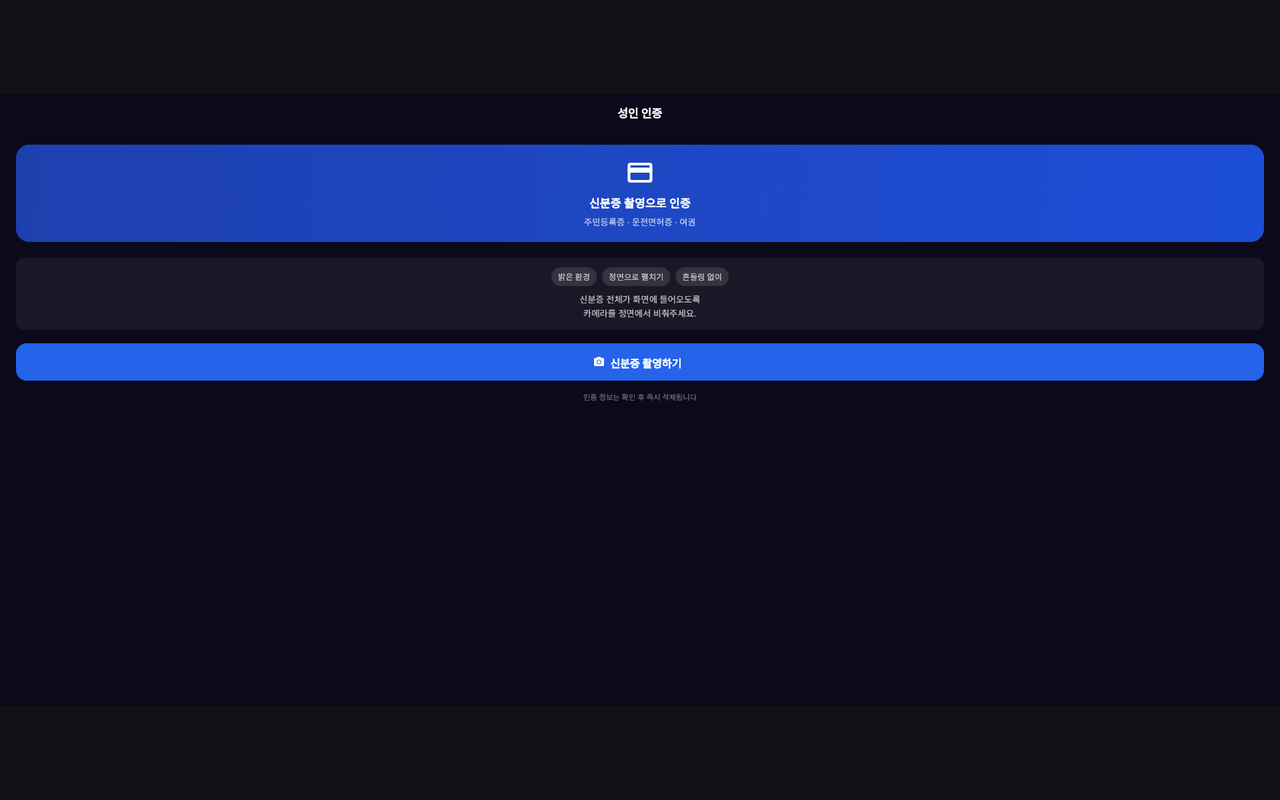 성인 인증
신분증 촬영으로 인증
주민등록증 · 운전면허증 · 여권
밝은 환경 정면으로 펼치기 흔들림 없이
신분증 전체가 화면에 들어오도록
카메라를 정면에서 비춰주세요.
신분증 촬영하기
인증 정보는 확인 후 즉시 삭제됩니다